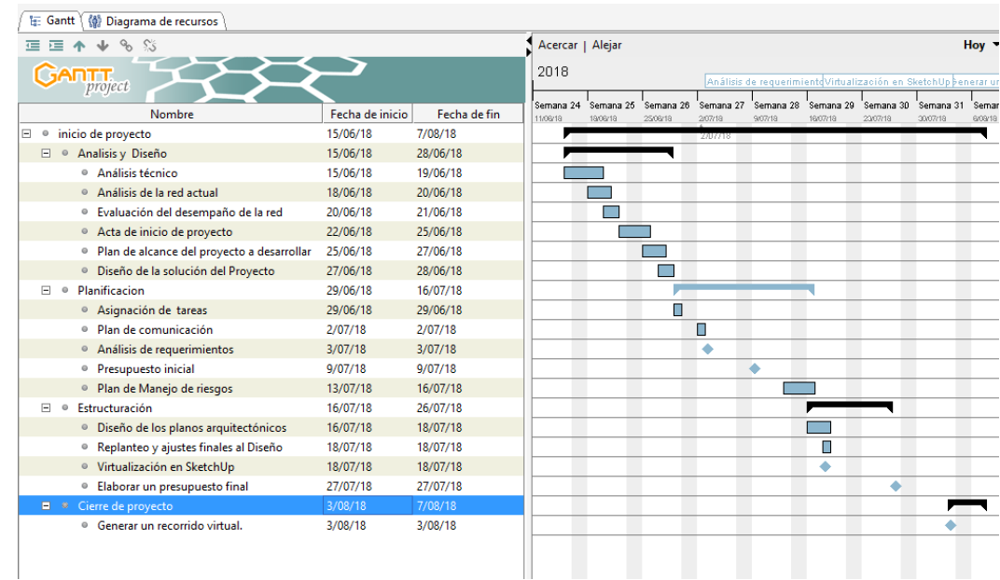 Gantt Diagrama de recursos
Acercar | Alejar Hoy
GANTT project
2018
Análisis de requerimiento Virtualización en SketchUp Generar un
Nombre Fecha de inicio Fecha de fin
Semana 24 Semana 25 Semana 26 Semana 27 Semana 28 Semana 29 Semana 30 Semana 31 Seman
11/06/18 18/06/18 25/06/18 2/07/18 9/07/18 16/07/18 23/07/18 30/07/18 6/08/18
inicio de proyecto 15/06/18 7/08/18
2/07/18
Analisis y Diseño 15/06/18 28/06/18
Análisis técnico 15/06/18 19/06/18
Análisis de la red actual 18/06/18 20/06/18
Evaluación del desempaño de la red 20/06/18 21/06/18
Acta de inicio de proyecto 22/06/18 25/06/18
Plan de alcance del proyecto a desarrollar 25/06/18 27/06/18
Diseño de la solución del Proyecto 27/06/18 28/06/18
Planificacion 29/06/18 16/07/18
Asignación de tareas 29/06/18 29/06/18
Plan de comunicación 2/07/18 2/07/18
Análisis de requerimientos 3/07/18 3/07/18
Presupuesto inicial 9/07/18 9/07/18
Plan de Manejo de riesgos 13/07/18 16/07/18
Estructuración 16/07/18 26/07/18
Diseño de los planos arquitectónicos 16/07/18 18/07/18
Replanteo y ajustes finales al Diseño 18/07/18 18/07/18
Virtualización en SketchUp 18/07/18 18/07/18
Elaborar un presupuesto final 27/07/18 27/07/18
Cierre de proyecto 3/08/18 7/08/18
Generar un recorrido virtual. 3/08/18 3/08/18